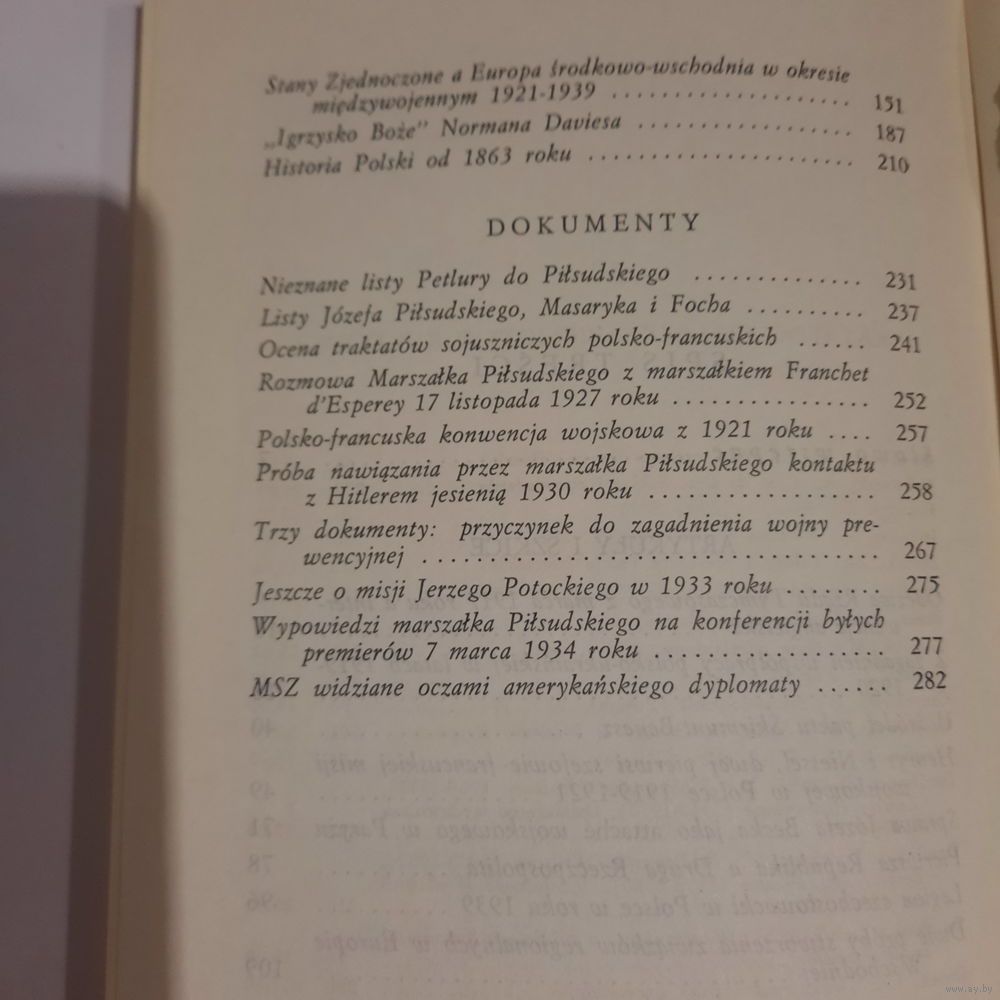 Stany Zjednoczone a Europa środkowo-wschodnia w okresie
międzywojennym 1921-1939 . . . . . . . . . . . . . . . . . . . 151
„Igrzysko Boże” Normana Daviesa . . . . . . . . . . . . . . . . . 187
Historia Polski od 1863 roku . . . . . . . . . . . . . . . . . . . . . 210
DOKUMENTY
Nieznane listy Petlury do Piłsudskiego . . . . . . . . . . . . . 231
Listy Józefa Piłsudskiego, Masaryka i Focha . . . . . . . . . 237
Ocena traktatów sojuszniczych polsko-francuskich . . . . . . 241
Rozmowa Marszałka Piłsudskiego z marszałkiem Franchet
d'Esperey 17 listopada 1927 roku . . . . . . . . . . . . . . . . 252
Polsko-francuska konwencja wojskowa z 1921 roku . . . . 257
Próba nawiązania przez marszałka Piłsudskiego kontaktu
z Hitlerem jesienią 1930 roku . . . . . . . . . . . . . . . . . . 258
Trzy dokumenty: przyczynek do zagadnienia wojny pre-
wencyjnej . . . . . . . . . . . . . . . . . . . . . . . . . . . . . . . . . . . . 267
Jeszcze o misji Jerzego Potockiego w 1933 roku . . . . . . . . 275
Wypowiedzi marszałka Piłsudskiego na konferencji byłych
premierów 7 marca 1934 roku . . . . . . . . . . . . . . . . . . 277
MSZ widziane oczami amerykańskiego dyplomaty . . . . . . 282
www.ay.by